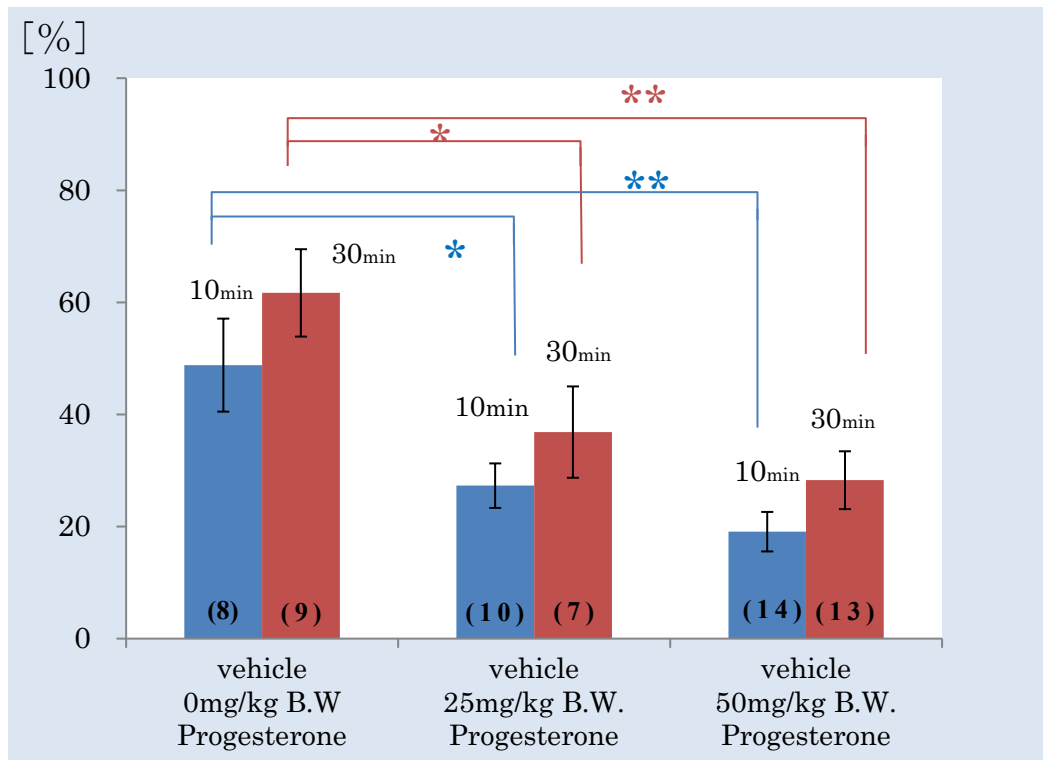 [%]
100
80
60
40
20
0
**
*
**
*
10min
30min
10min
30min
10min
30min
(8)
(9)
(10)
(7)
(14)
(13)
vehicle
0mg/kg B.W
Progesterone
vehicle
25mg/kg B.W.
Progesterone
vehicle
50mg/kg B.W.
Progesterone